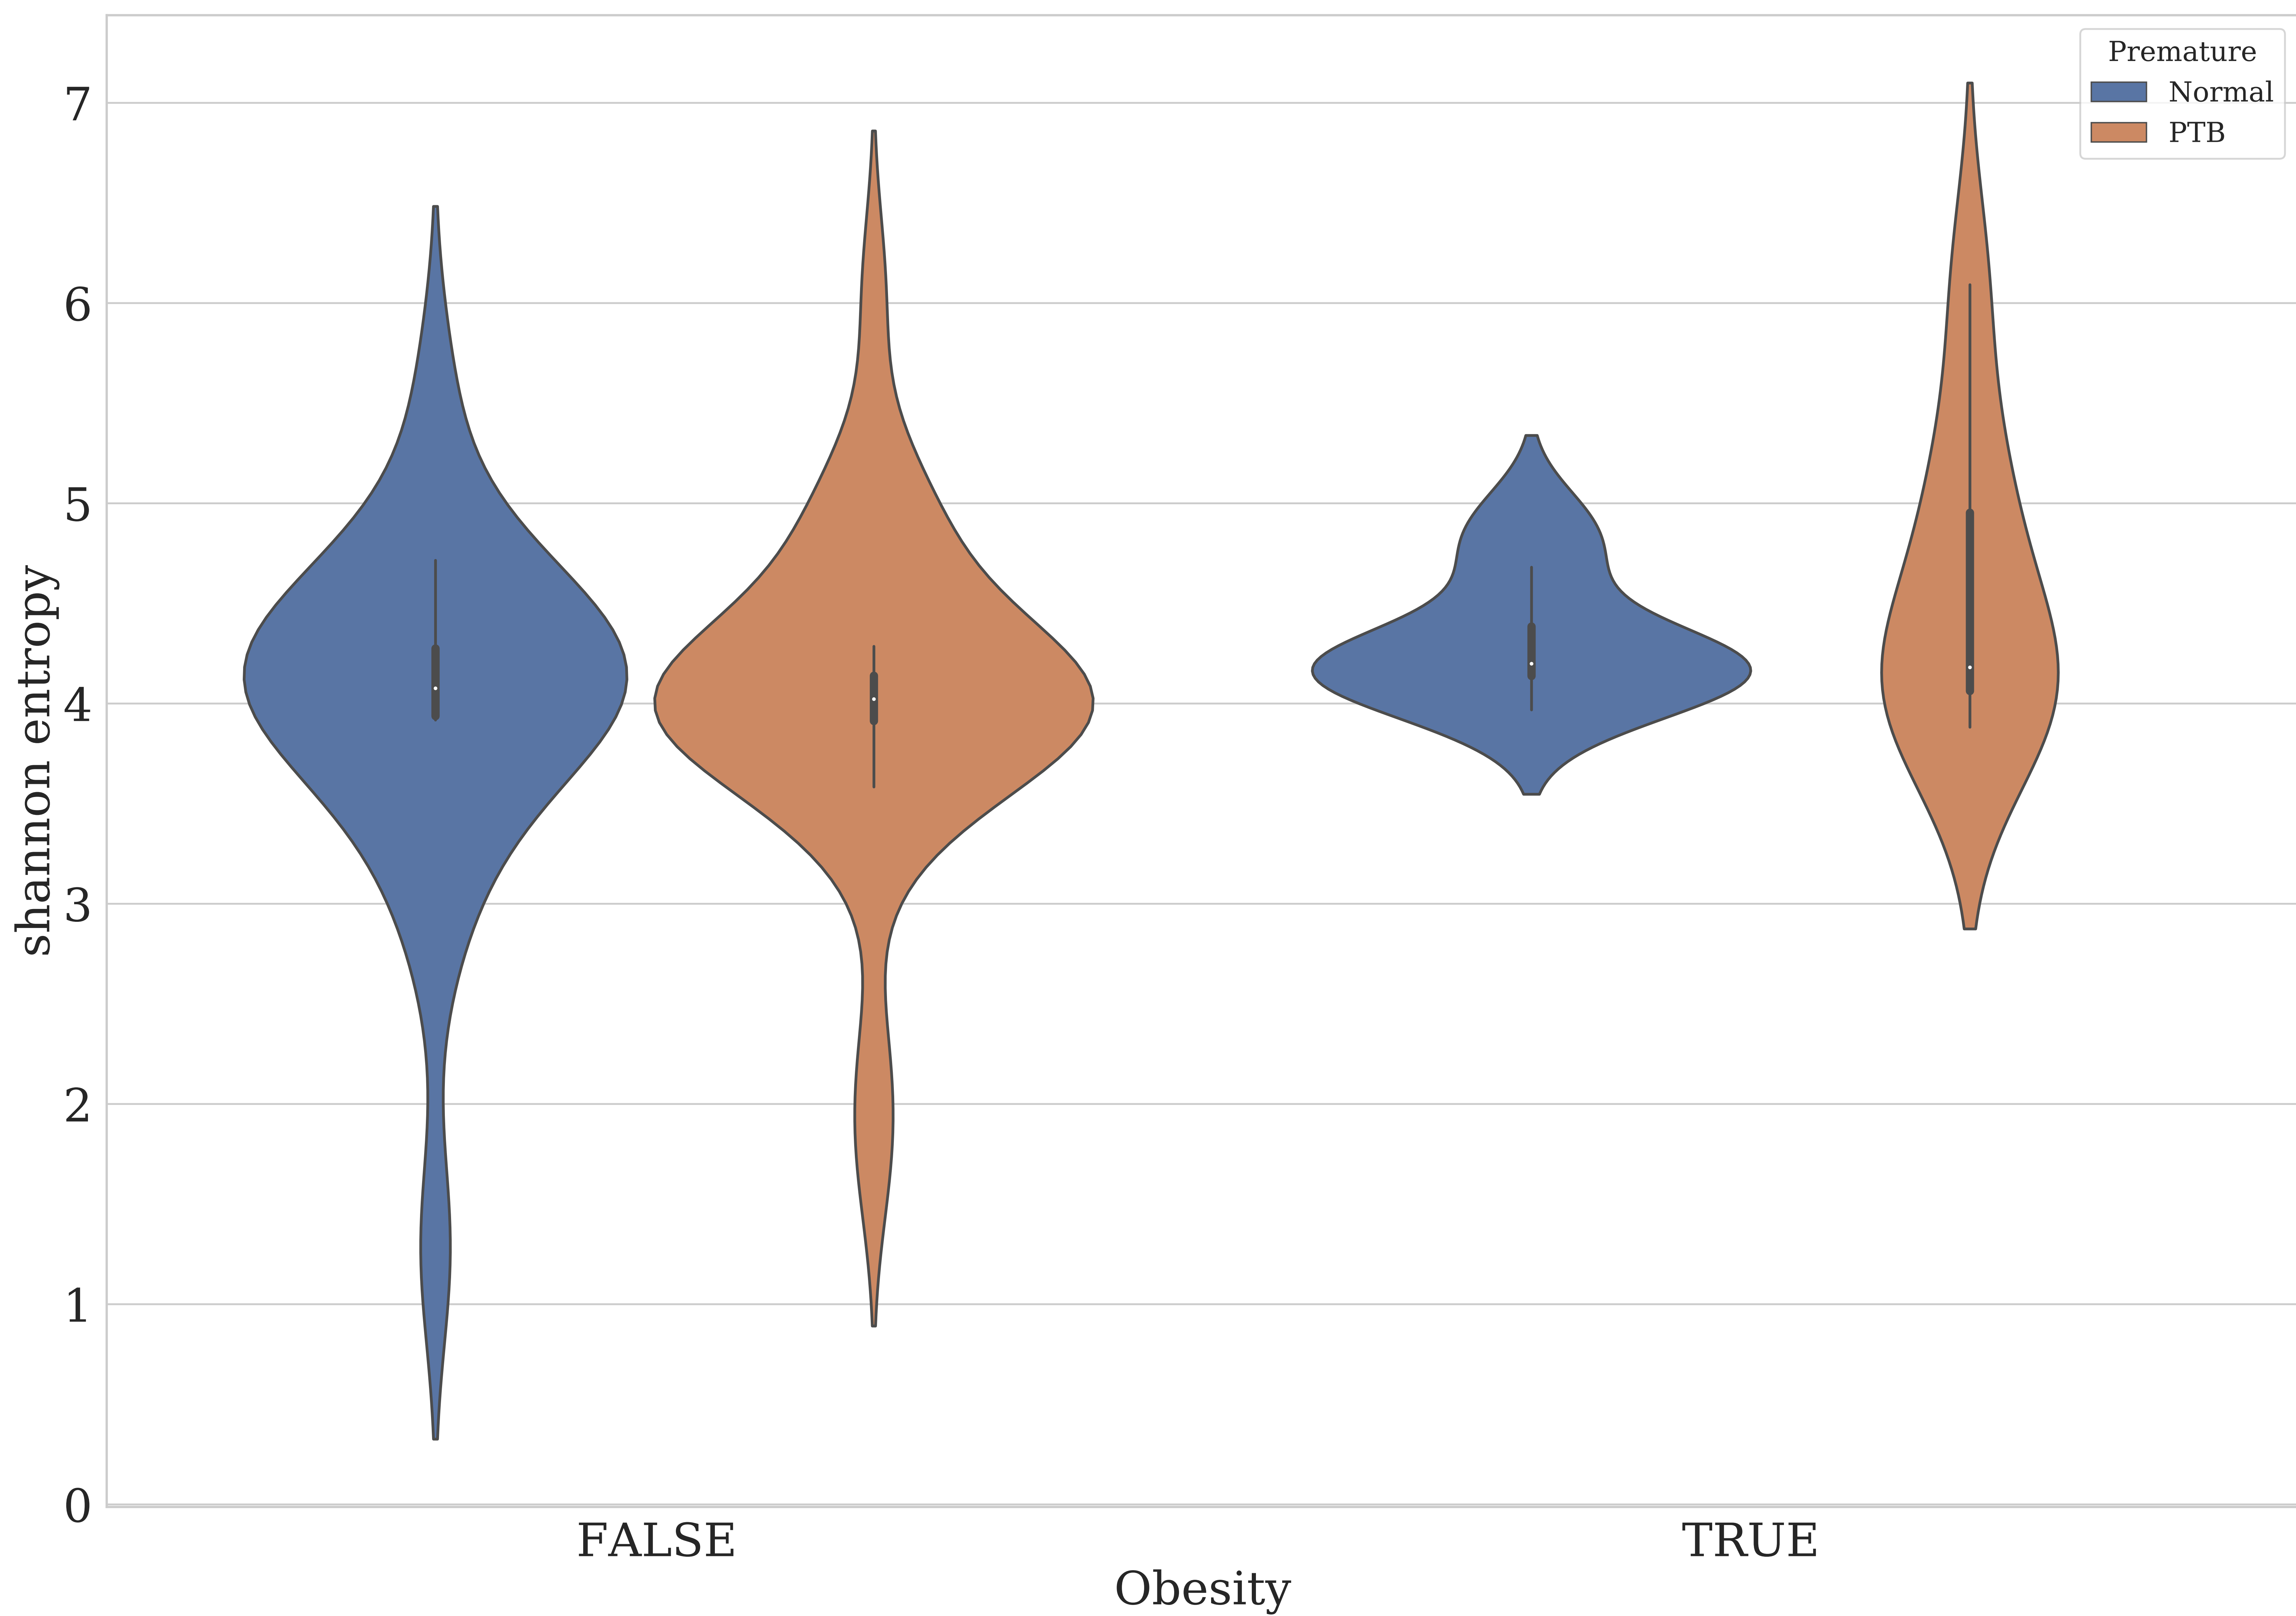 Premature
Normal
PTB
7
6
5
4
3
2
1
0
shannon entropy
FALSE
TRUE
Obesity